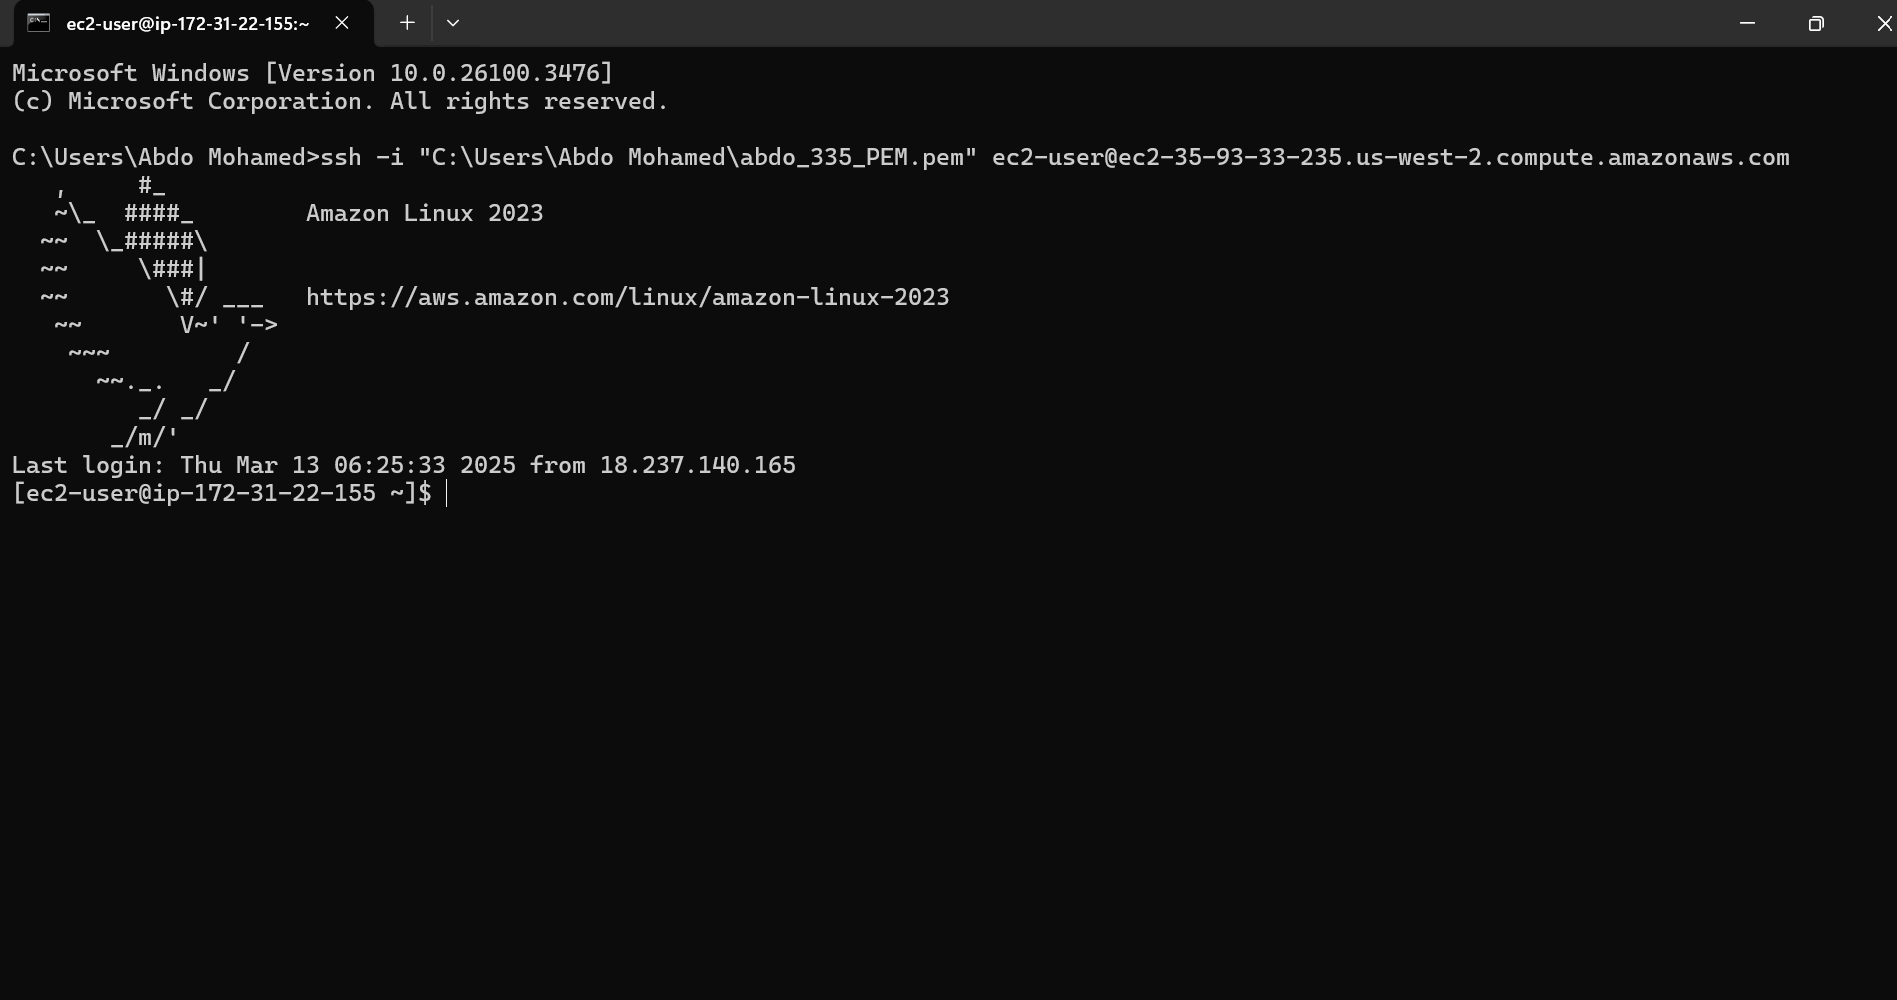 ec2-user@ip-172-31-22-155:~
Microsoft Windows [Version 10.0.26100.3476]
(c) Microsoft Corporation. All rights reserved.

C:\Users\Abdo Mohamed>ssh -i "C:\Users\Abdo Mohamed\abdo_335_PEM.pem" ec2-user@ec2-35-93-33-235.us-west-2.compute.amazonaws.com
   ,     #_
   ~\_  ####_        Amazon Linux 2023
  ~~  \_#####\
  ~~     \###|
  ~~       \#/ ___   https://aws.amazon.com/linux/amazon-linux-2023
   ~~       V~' '->
    ~~~         /
      ~~._.   _/
         _/ _/
       _/m/'
Last login: Thu Mar 13 06:25:33 2025 from 18.237.140.165
[ec2-user@ip-172-31-22-155 ~]$